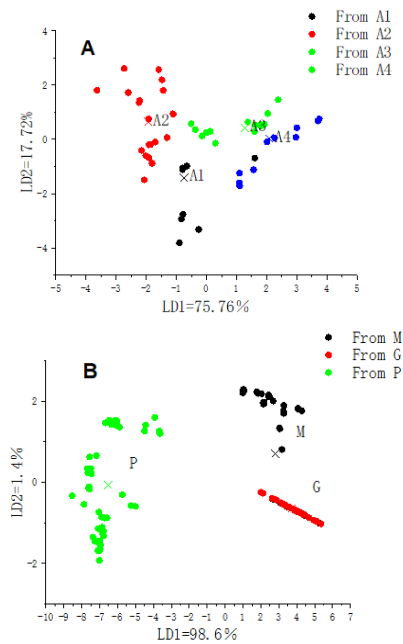 A
From A1
From A2
From A3
From A4
4
2
0
-2
-4
LD2=17.72%
A2
A3
A4
A1
-5 -4 -3 -2 -1 0 1 2 3 4 5
LD1=75.76%
B
From M
From G
From P
2
0
-2
LD2=1.4%
P
M
G
-10 -9 -8 -7 -6 -5 -4 -3 -2 -1 0 1 2 3 4 5 6 7
LD1=98.6%